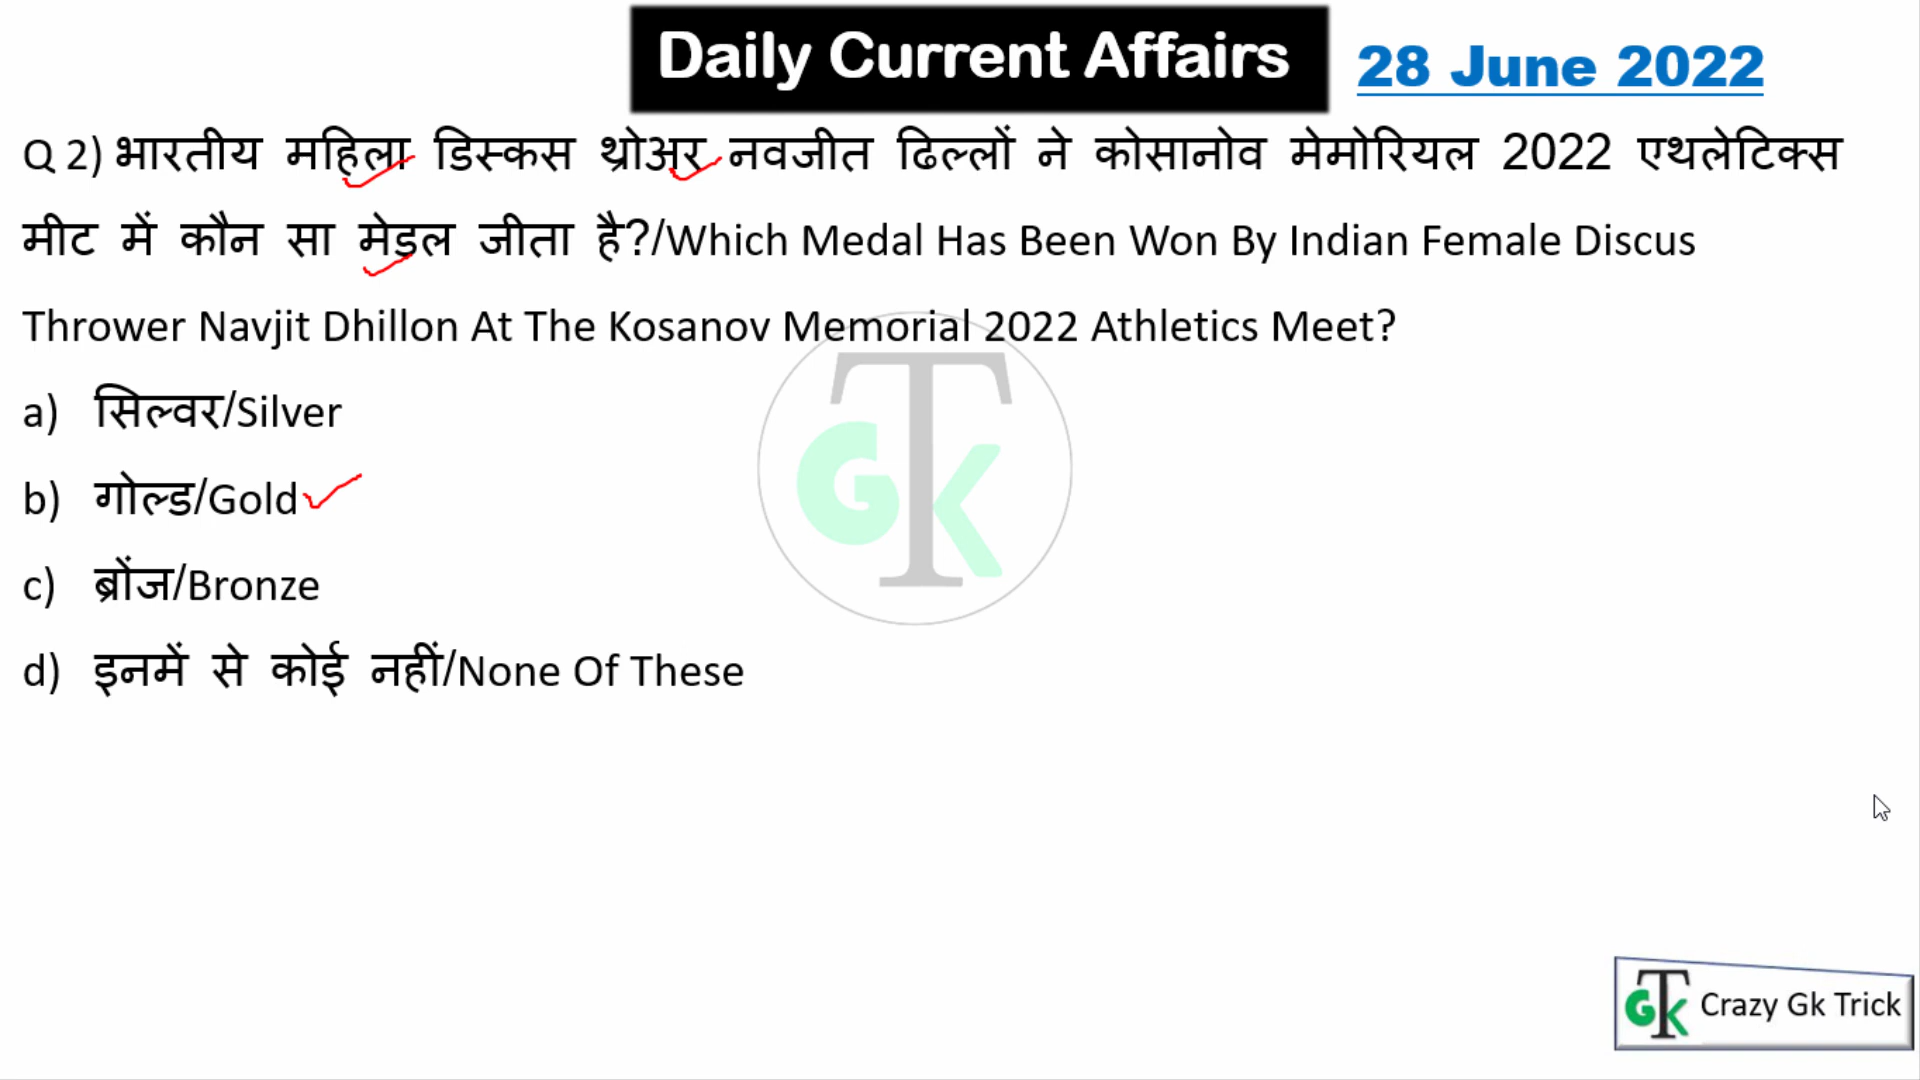 Daily Current Affairs
28 June 2022
Q 2) भारतीय महिला डिस्कस थ्रोअर नवजीत ढिल्लों ने कोसानोव मेमोरियल 2022 एथलेटिक्स
मीट में कौन सा मेडल जीता है?/Which Medal Has Been Won By Indian Female Discus
Thrower Navjit Dhillon At The Kosanov Memorial 2022 Athletics Meet?
a) सिल्वर/Silver
b) गोल्ड/Gold
c) ब्रोंज/Bronze
d) इनमें से कोई नहीं/None Of These
GTK
GTK Crazy Gk Trick